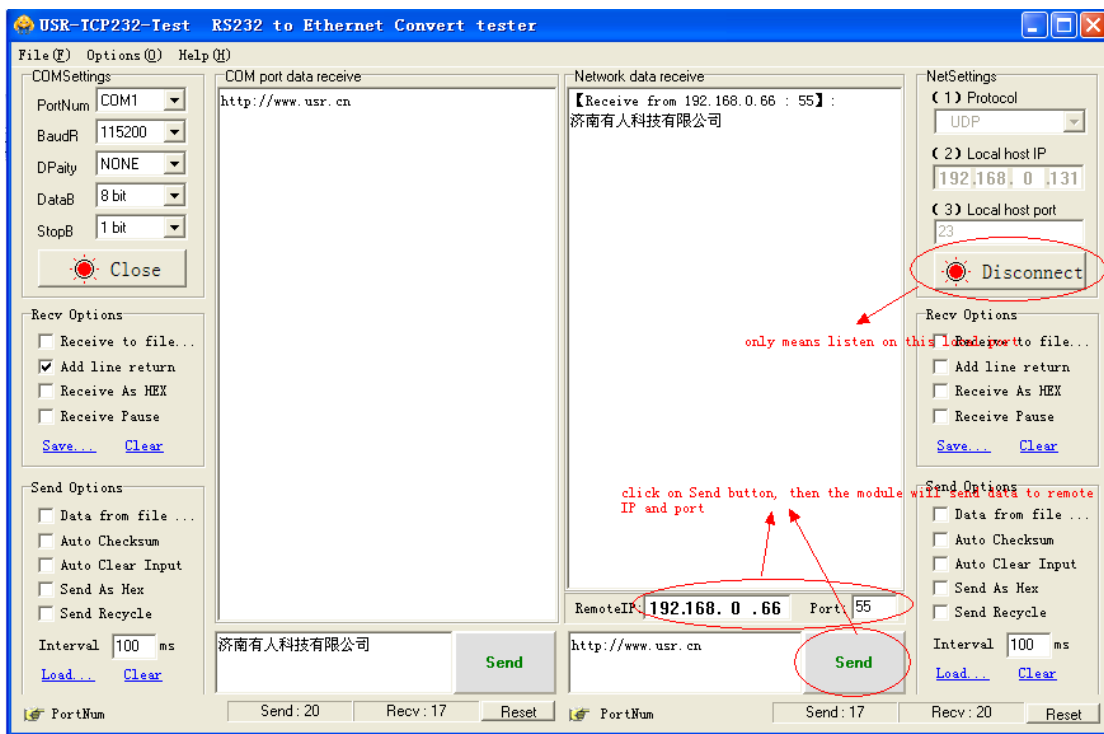 USR-TCP232-Test RS232 to Ethernet Convert tester
File(F) Options(O) Help(H)
COMSettings
PortNum COM1
BaudR 115200
DPaity NONE
DataB 8 bit
StopB 1 bit
Close
Recv Options
Receive to file...
Add line return
Receive As HEX
Receive Pause
Save... Clear
Send Options
Data from file ...
Auto Checksum
Auto Clear Input
Send As Hex
Send Recycle
Interval 100 ms
Load... Clear
COM port data receive
http://www.usr.cn
济南有人科技有限公司
Send
Network data receive
【Receive from 192.168.0.66 : 55】:
济南有人科技有限公司
only means listen on this local port
click on Send button, then the module will send data to remote
IP and port
RemoteIP: 192.168. 0 .66 Port: 55
http://www.usr.cn
Send
NetSettings
(1) Protocol
UDP
(2) Local host IP
192.168. 0 .131
(3) Local host port
23
Disconnect
Recv Options
Receive to file...
Add line return
Receive As HEX
Receive Pause
Save... Clear
Send Options
Data from file ...
Auto Checksum
Auto Clear Input
Send As Hex
Send Recycle
Interval 100 ms
Load... Clear
PortNum Send : 20 Recv : 17 Reset
PortNum Send : 17 Recv : 20 Reset